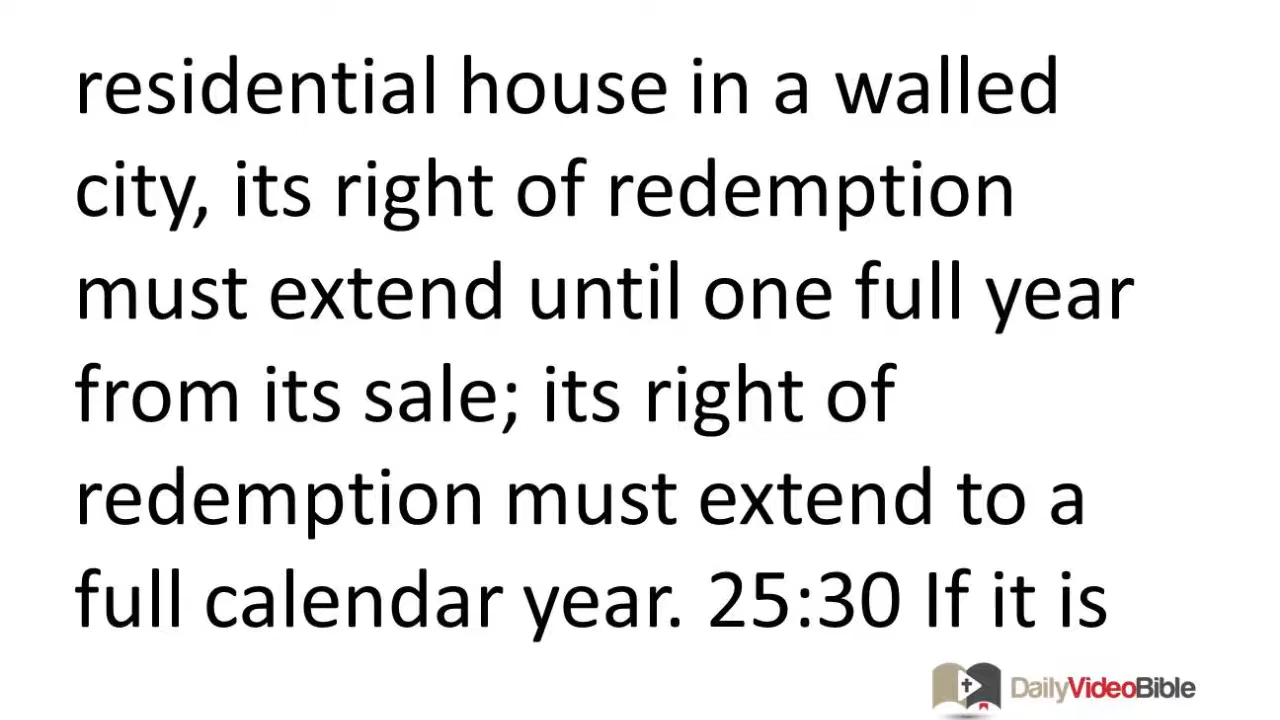 residential house in a walled
city, its right of redemption
must extend until one full year
from its sale; its right of
redemption must extend to a
full calendar year. 25:30 If it is
DailyVideoBible